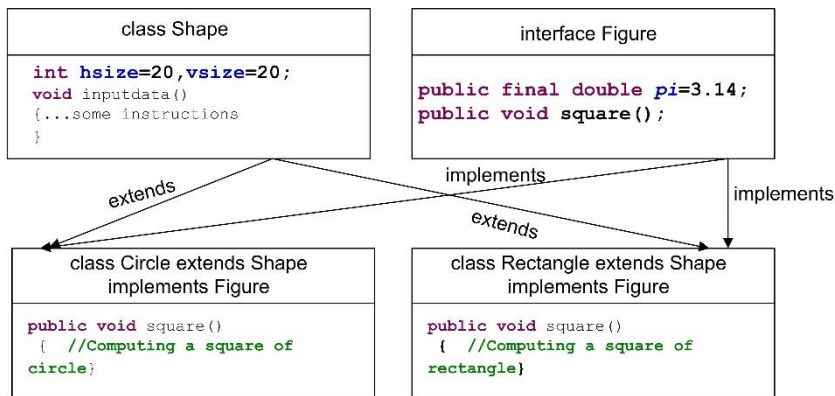 class Shape
int hsize=20,vsize=20;
void inputdata()
{...some instructions
}
interface Figure
public final double pi=3.14;
public void square();
extends
implements
extends
implements
class Circle extends Shape
implements Figure
public void square()
{ //Computing a square of
circle}
class Rectangle extends Shape
implements Figure
public void square()
{ //Computing a square of
rectangle}